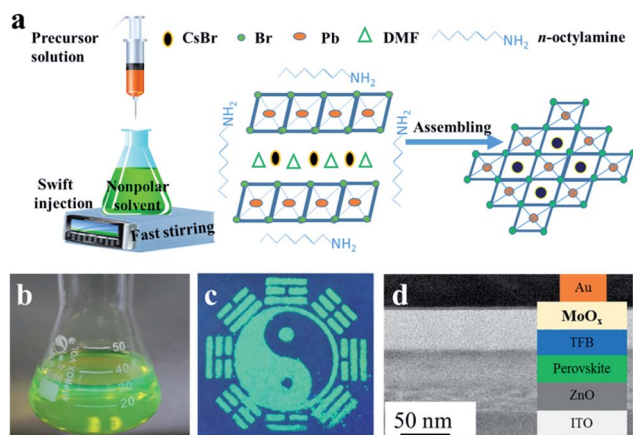 a
Precursor
solution
CsBr
Br
Pb
DMF
NH2
n-octylamine
NH2
NH2
NH2
NH2
Assembling
Swift
injection
Nonpolar
solvent
Fast stirring
b
50
40
30
20
c
d
Au
MoOx
TFB
Perovskite
ZnO
ITO
50 nm